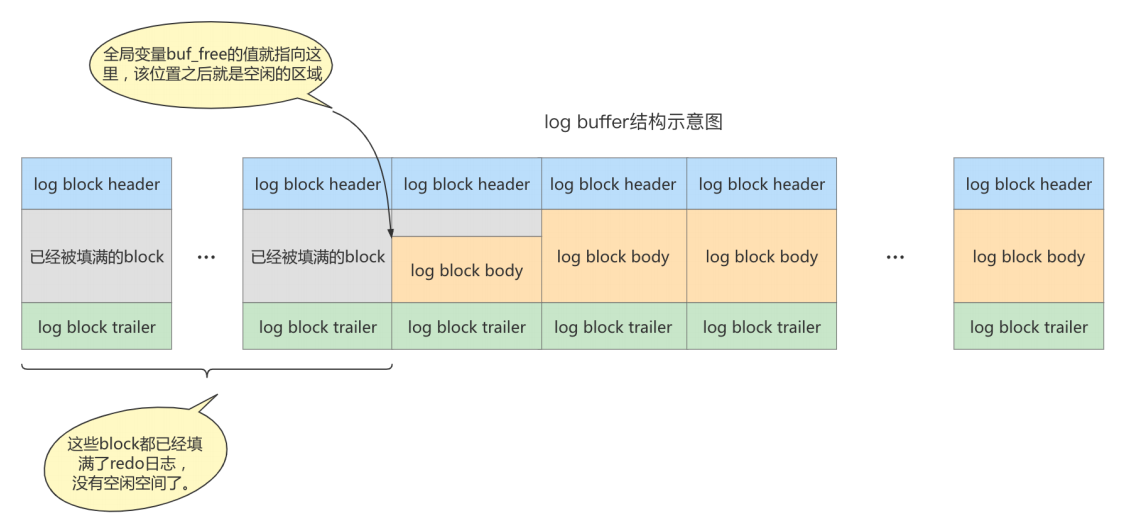 全局变量buf_free的值就指向这
里，该位置之后就是空闲的区域
log buffer结构示意图
log block header
log block header
log block header
log block header
log block header
log block header
已经被填满的block
...
已经被填满的block
log block body
log block body
log block body
...
log block body
log block trailer
log block trailer
log block trailer
log block trailer
log block trailer
log block trailer
这些block都已经填
满了redo日志，
没有空闲空间了。